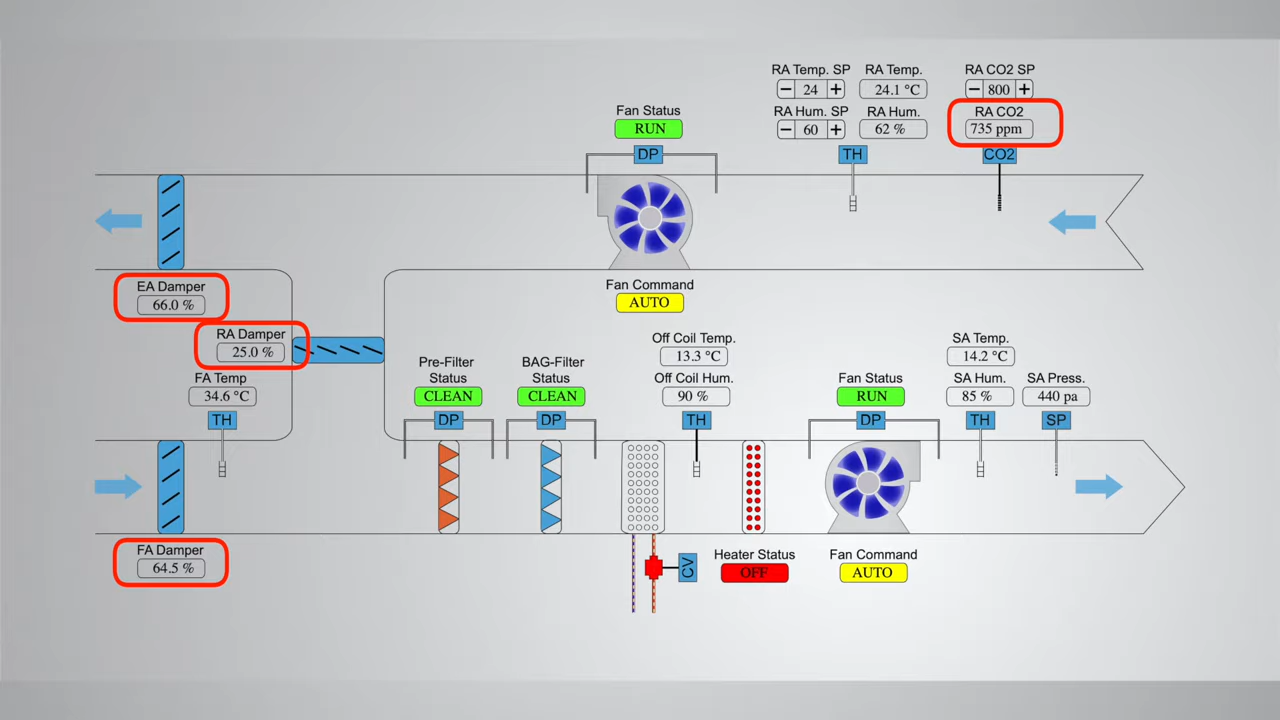 RA Temp. SP
− 24 +
RA Temp.
24.1 °C
RA CO2 SP
− 800 +
RA Hum. SP
− 60 +
RA Hum.
62 %
RA CO2
735 ppm
Fan Status
RUN
DP
TH
CO2
EA Damper
66.0 %
Fan Command
AUTO
RA Damper
25.0 %
FA Temp
34.6 °C
TH
Pre-Filter
Status
CLEAN
DP
BAG-Filter
Status
CLEAN
DP
Off Coil Temp.
13.3 °C
Off Coil Hum.
90 %
TH
Fan Status
RUN
DP
SA Temp.
14.2 °C
SA Hum.
85 %
TH
SA Press.
440 pa
SP
FA Damper
64.5 %
CV
Heater Status
OFF
Fan Command
AUTO